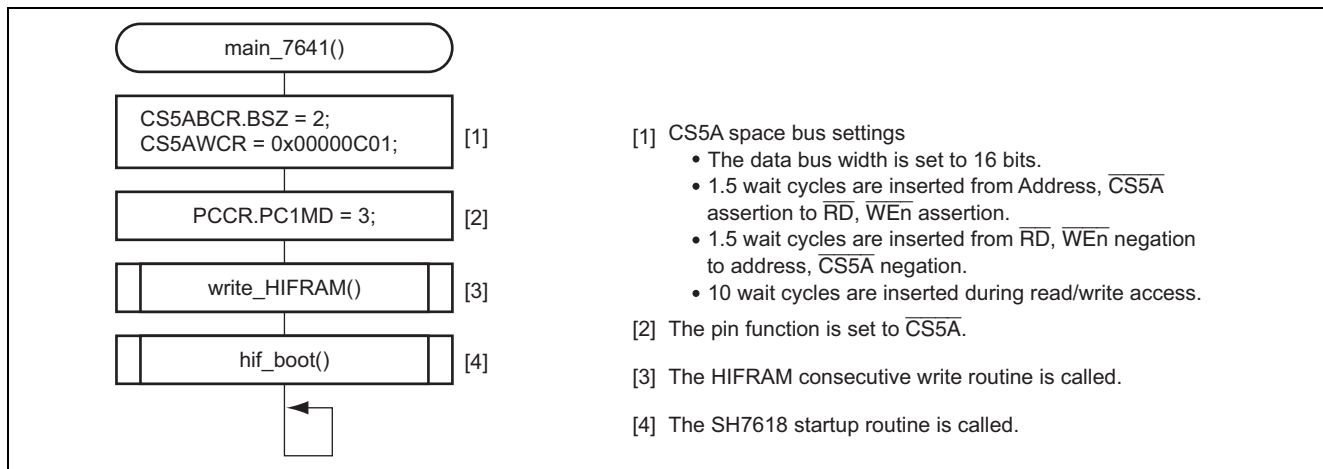 main_7641()
CS5ABCR.BSZ = 2;
CS5AWCR = 0x00000C01;
[1]
PCCR.PC1MD = 3;
[2]
write_HIFRAM()
[3]
hif_boot()
[4]
[1] CS5A space bus settings
• The data bus width is set to 16 bits.
• 1.5 wait cycles are inserted from Address, CS5A
assertion to RD, WEn assertion.
• 1.5 wait cycles are inserted from RD, WEn negation
to address, CS5A negation.
• 10 wait cycles are inserted during read/write access.
[2] The pin function is set to CS5A.
[3] The HIFRAM consecutive write routine is called.
[4] The SH7618 startup routine is called.